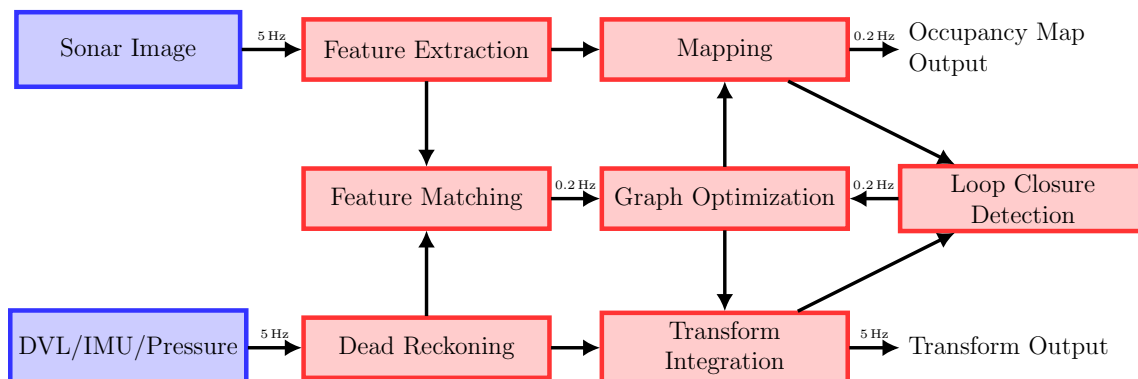 Sonar Image
5 Hz
Feature Extraction
Mapping
0.2 Hz
Occupancy Map
Output
Feature Matching
0.2 Hz
Graph Optimization
0.2 Hz
Loop Closure
Detection
DVL/IMU/Pressure
5 Hz
Dead Reckoning
Transform
Integration
5 Hz
Transform Output